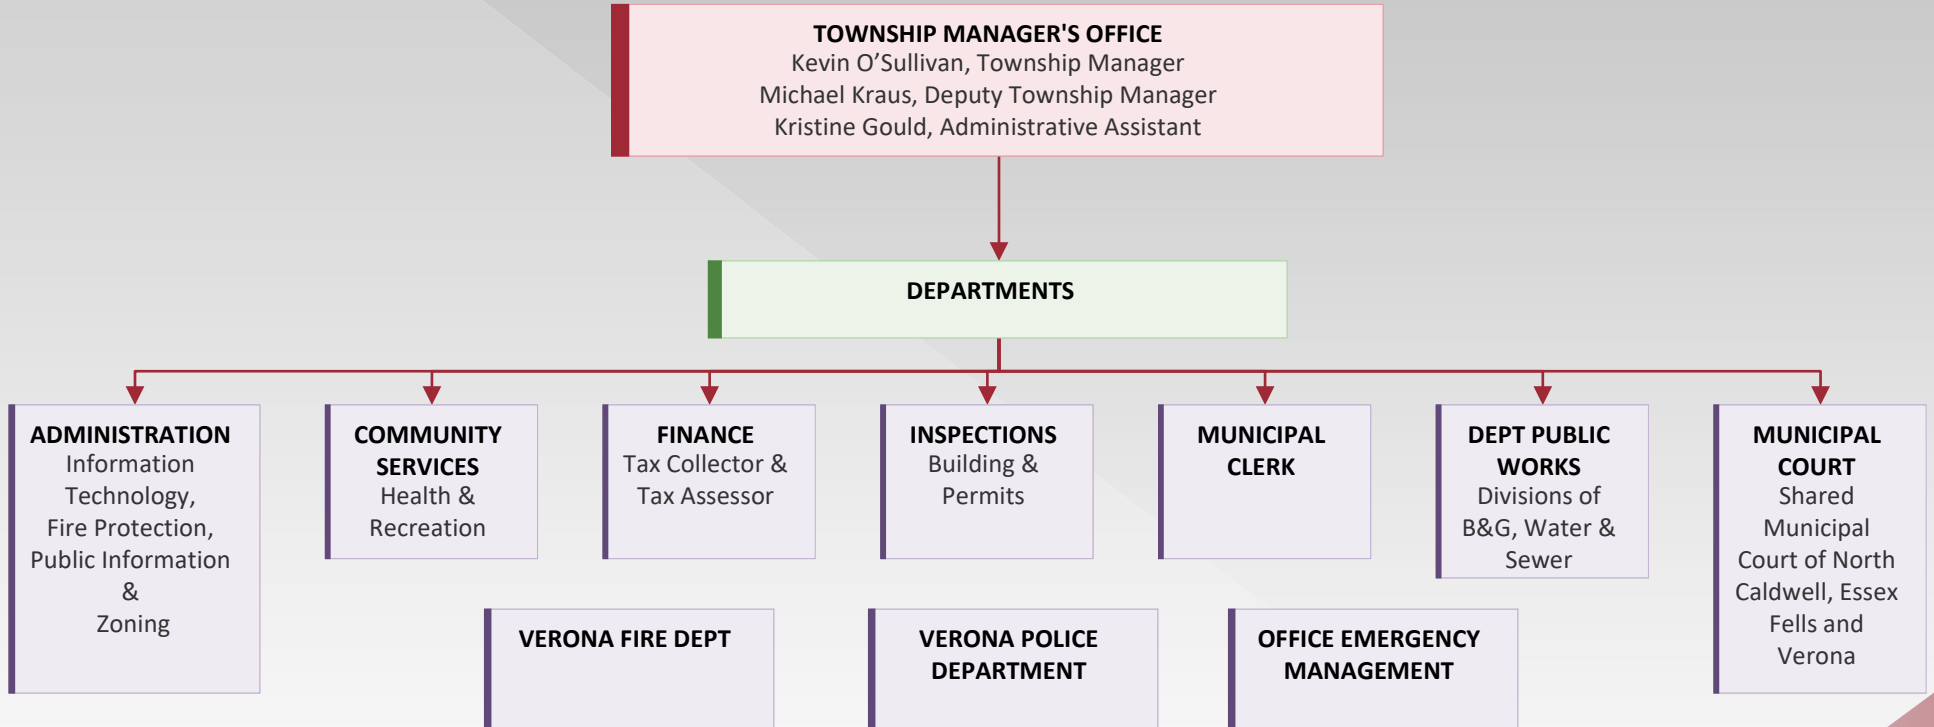 TOWNSHIP MANAGER'S OFFICE
Kevin O’Sullivan, Township Manager
Michael Kraus, Deputy Township Manager
Kristine Gould, Administrative Assistant
DEPARTMENTS
ADMINISTRATION
Information
Technology,
Fire Protection,
Public Information
&
Zoning
COMMUNITY
SERVICES
Health &
Recreation
FINANCE
Tax Collector &
Tax Assessor
INSPECTIONS
Building &
Permits
MUNICIPAL
CLERK
DEPT PUBLIC
WORKS
Divisions of
B&G, Water &
Sewer
MUNICIPAL
COURT
Shared
Municipal
Court of North
Caldwell, Essex
Fells and
Verona
VERONA FIRE DEPT
VERONA POLICE
DEPARTMENT
OFFICE EMERGENCY
MANAGEMENT